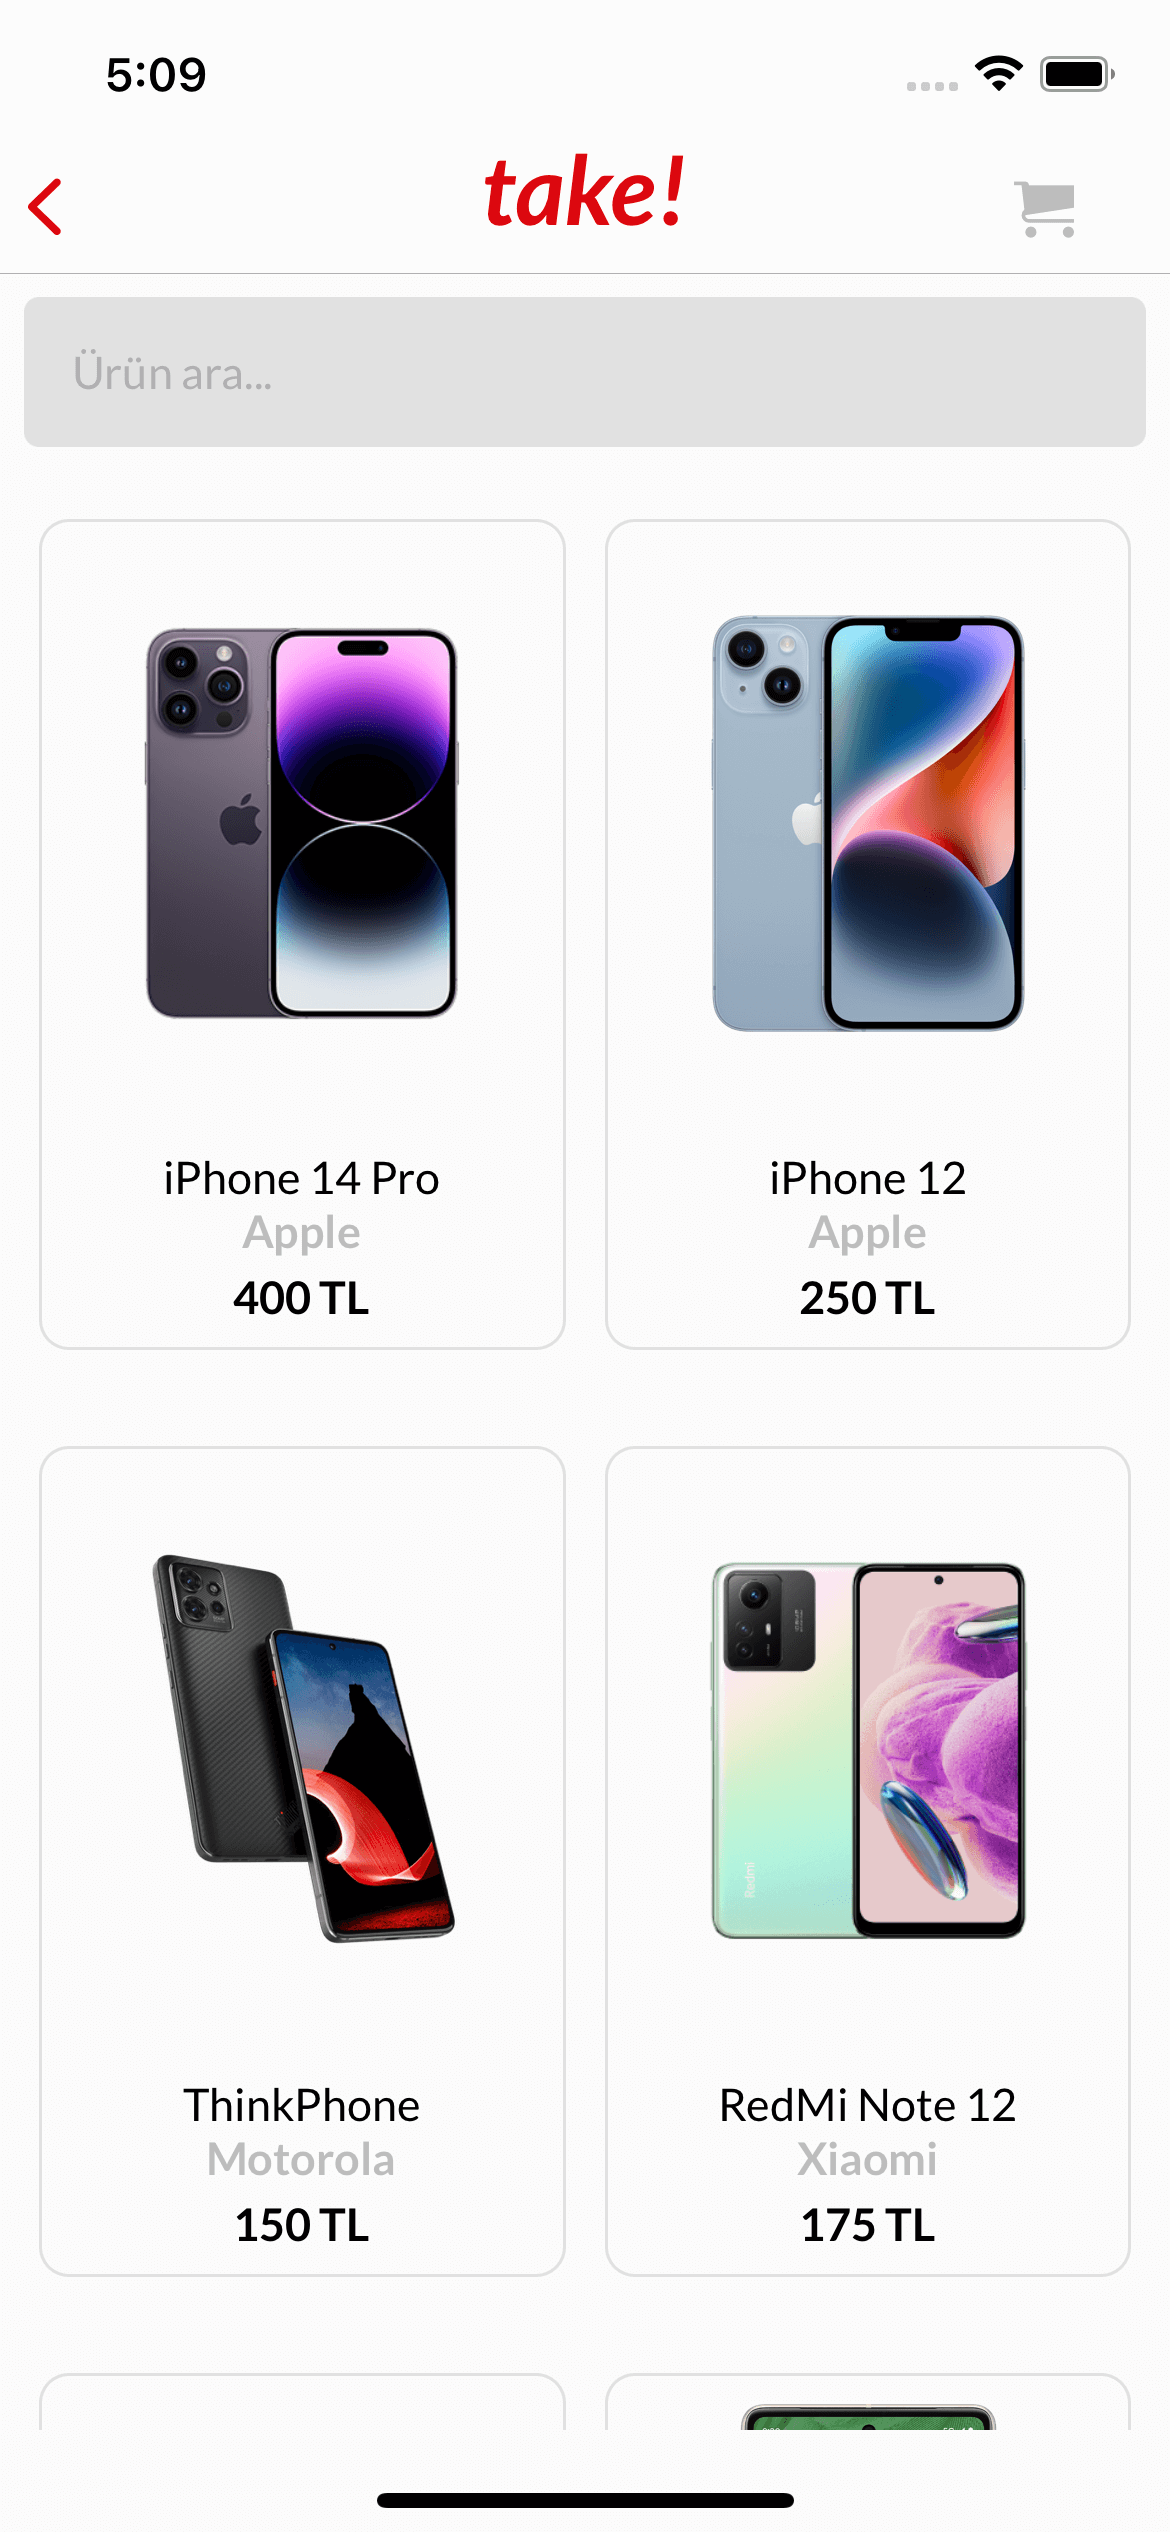 5:09
take!
Ürün ara...
iPhone 14 Pro
Apple
400 TL
iPhone 12
Apple
250 TL
Redmi
ThinkPhone
Motorola
150 TL
RedMi Note 12
Xiaomi
175 TL